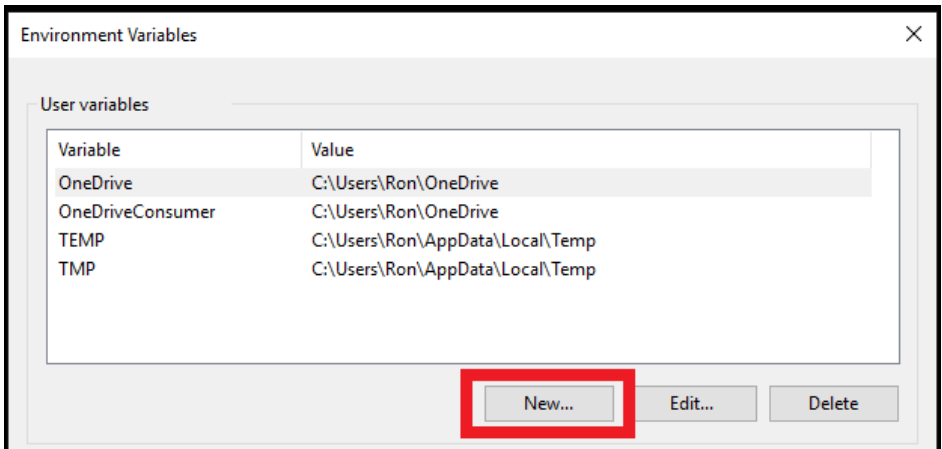 Environment Variables
User variables
Variable Value
OneDrive C:\Users\Ron\OneDrive
OneDriveConsumer C:\Users\Ron\OneDrive
TEMP C:\Users\Ron\AppData\Local\Temp
TMP C:\Users\Ron\AppData\Local\Temp
New... Edit... Delete